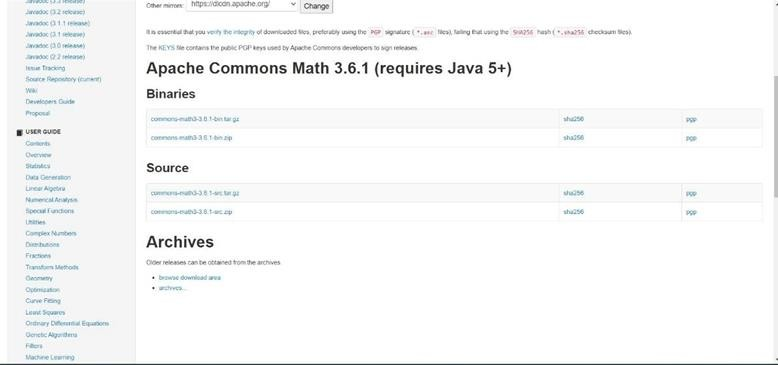 Javadoc (3.3 release)
Javadoc (3.2 release)
Javadoc (3.1.1 release)
Javadoc (3.1 release)
Javadoc (3.0 release)
Javadoc (2.2 release)
Issue Tracking
Source Repository (current)
Wiki
Developers Guide
Proposal
USER GUIDE
Contents
Overview
Statistics
Data Generation
Linear Algebra
Numerical Analysis
Special Functions
Utilities
Complex Numbers
Distributions
Fractions
Transform Methods
Geometry
Optimization
Curve Fitting
Least Squares
Ordinary Differential Equations
Genetic Algorithms
Filters
Machine Learning
Other mirrors: https://dlcdn.apache.org/ Change
It is essential that you verify the integrity of downloaded files, preferably using the PGP signature (*.asc files), failing that using the SHA256 hash (*.sha256 checksum files).
The KEYS file contains the public PGP keys used by Apache Commons developers to sign releases.
Apache Commons Math 3.6.1 (requires Java 5+)
Binaries
commons-math3-3.6.1-bin.tar.gz sha256 pgp
commons-math3-3.6.1-bin.zip sha256 pgp
Source
commons-math3-3.6.1-src.tar.gz sha256 pgp
commons-math3-3.6.1-src.zip sha256 pgp
Archives
Older releases can be obtained from the archives.
browse download area
archives...